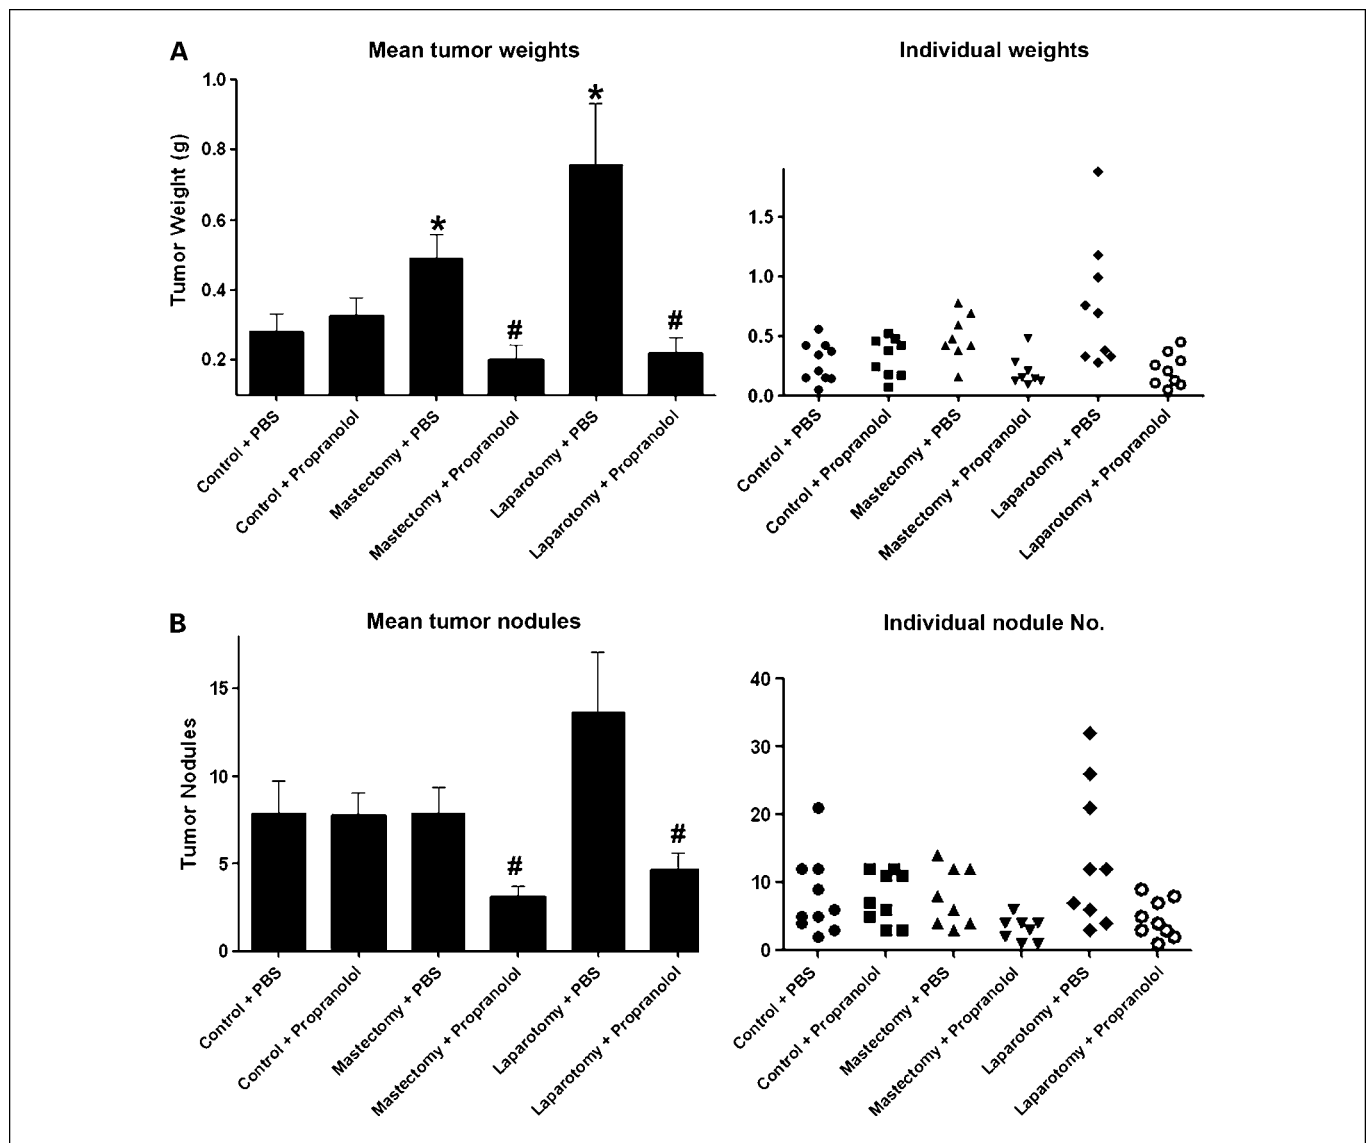 A
Mean tumor weights
Individual weights
Tumor Weight (g)
1.0
0.8
0.6
0.4
0.2
*
#
*
#
Control + PBS
Control + Propranolol
Mastectomy + PBS
Mastectomy + Propranolol
Laparotomy + PBS
Laparotomy + Propranolol
1.5
1.0
0.5
0.0
Control + PBS
Control + Propranolol
Mastectomy + PBS
Mastectomy + Propranolol
Laparotomy + PBS
Laparotomy + Propranolol
B
Mean tumor nodules
Individual nodule No.
Tumor Nodules
15
10
5
0
#
#
Control + PBS
Control + Propranolol
Mastectomy + PBS
Mastectomy + Propranolol
Laparotomy + PBS
Laparotomy + Propranolol
40
30
20
10
0
Control + PBS
Control + Propranolol
Mastectomy + PBS
Mastectomy + Propranolol
Laparotomy + PBS
Laparotomy + Propranolol